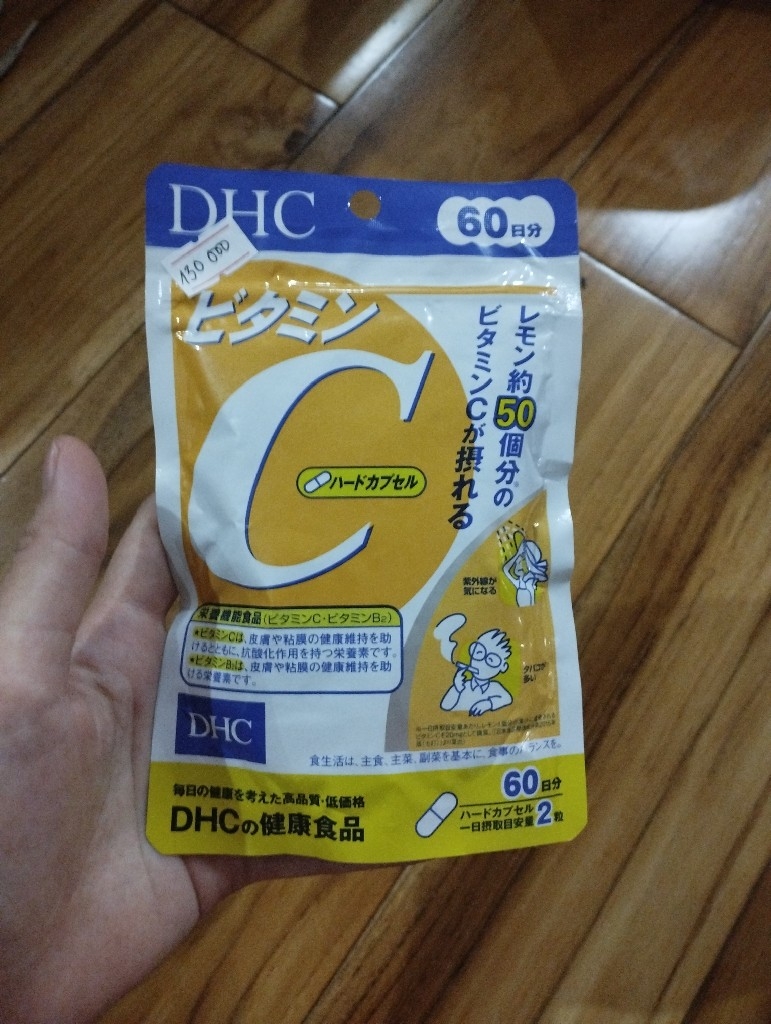 DHC
60日分
130 000
ビタミン
C
ハードカプセル
レモン約50個分の
ビタミンCが摂れる
紫外線が
気になる
タバコが
多い
栄養機能食品(ビタミンC・ビタミンB2)
●ビタミンCは、皮膚や粘膜の健康維持を助
けるとともに、抗酸化作用を持つ栄養素です。
●ビタミンB2は、皮膚や粘膜の健康維持を助
ける栄養素です。
DHC
食生活は、主食、主菜、副菜を基本に、食事のバランスを。
毎日の健康を考えた高品質・低価格
DHCの健康食品
60日分
ハードカプセル
一日摂取目安量2粒